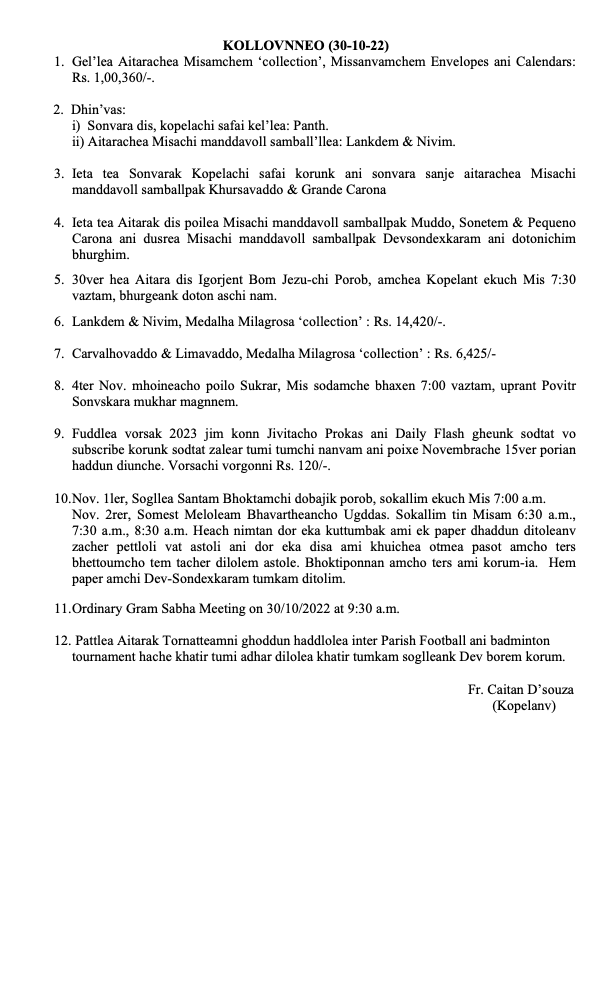 KOLLOVNNEO (30-10-22)
1. Gel’lea Aitarachea Misamchem ‘collection’, Missanvamchem Envelopes ani Calendars:
Rs. 1,00,360/-.
2. Dhin’vas:
i) Sonvara dis, kopelachi safai kel’lea: Panth.
ii) Aitarachea Misachi manddavoll samball’llea: Lankdem & Nivim.
3. Ieta tea Sonvarak Kopelachi safai korunk ani sonvara sanje aitarachea Misachi
manddavoll samballpak Khursavaddo & Grande Carona
4. Ieta tea Aitarak dis poilea Misachi manddavoll samballpak Muddo, Sonetem & Pequeno
Carona ani dusrea Misachi manddavoll samballpak Devsondexkaram ani dotonichim
bhurghim.
5. 30ver hea Aitara dis Igorjent Bom Jezu-chi Porob, amchea Kopelant ekuch Mis 7:30
vaztam, bhurgeank doton aschi nam.
6. Lankdem & Nivim, Medalha Milagrosa ‘collection’ : Rs. 14,420/-.
7. Carvalhovaddo & Limavaddo, Medalha Milagrosa ‘collection’ : Rs. 6,425/-
8. 4ter Nov. mhoineacho poilo Sukrar, Mis sodamche bhaxen 7:00 vaztam, uprant Povitr
Sonvskara mukhar magnnem.
9. Fuddlea vorsak 2023 jim konn Jivitacho Prokas ani Daily Flash gheunk sodtat vo
subscribe korunk sodtat zalear tumi tumchi nanvam ani poixe Novembrache 15ver porian
haddun diunche. Vorsachi vorgonni Rs. 120/-.
10.Nov. 1ler, Sogllea Santam Bhoktamchi dobajik porob, sokallim ekuch Mis 7:00 a.m.
Nov. 2rer, Somest Meloleam Bhavartheancho Ugddas. Sokallim tin Misam 6:30 a.m.,
7:30 a.m., 8:30 a.m. Heach nimtan dor eka kuttumbak ami ek paper dhaddun ditoleanv
zacher pettloli vat astoli ani dor eka disa ami khuichea otmea pasot amcho ters
bhettoumcho tem tacher dilolem astole. Bhoktiponnan amcho ters ami korum-ia. Hem
paper amchi Dev-Sondexkaram tumkam ditolim.
11.Ordinary Gram Sabha Meeting on 30/10/2022 at 9:30 a.m.
12. Pattlea Aitarak Tornatteamni ghoddun haddlolea inter Parish Football ani badminton
tournament hache khatir tumi adhar dilolea khatir tumkam soglleank Dev borem korum.
Fr. Caitan D’souza
(Kopelanv)